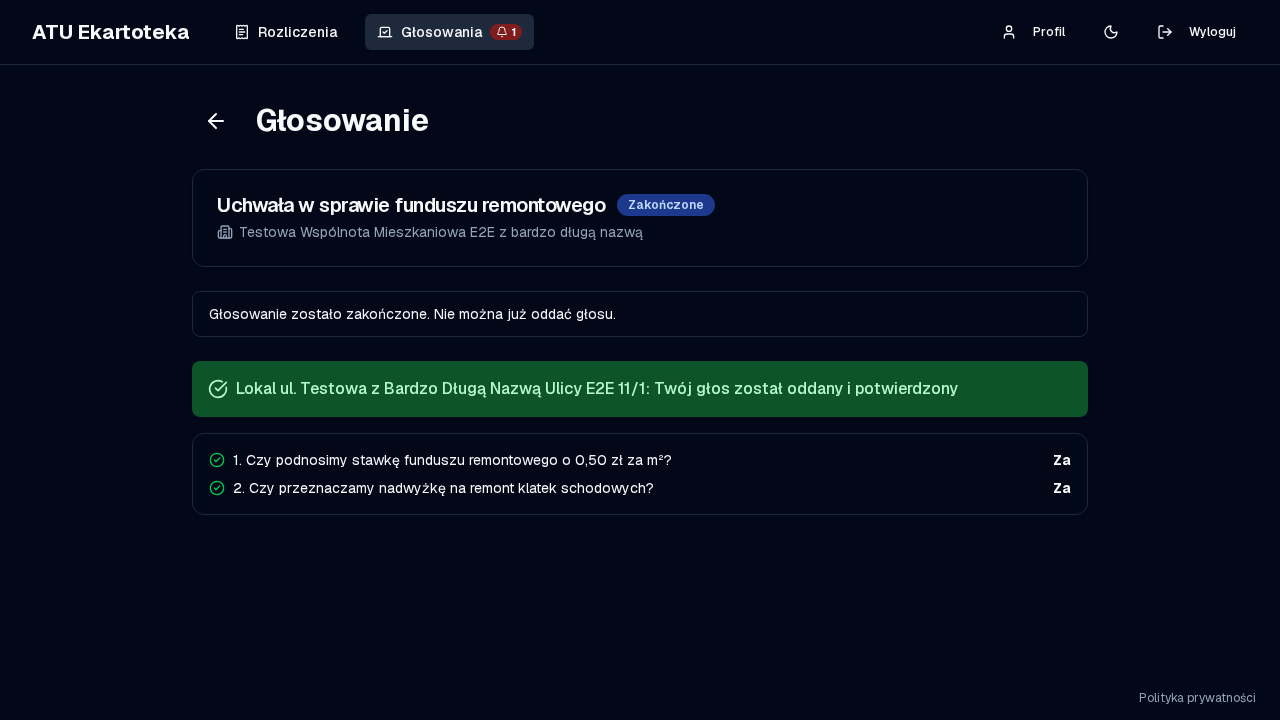 ATU Ekartoteka
Rozliczenia
Głosowania
1
Profil
Wyloguj
Głosowanie
Uchwała w sprawie funduszu remontowego
Zakończone
Testowa Wspólnota Mieszkaniowa E2E z bardzo długą nazwą
Głosowanie zostało zakończone. Nie można już oddać głosu.
Lokal ul. Testowa z Bardzo Długą Nazwą Ulicy E2E 11/1: Twój głos został oddany i potwierdzony
1. Czy podnosimy stawkę funduszu remontowego o 0,50 zł za m²? Za
2. Czy przeznaczamy nadwyżkę na remont klatek schodowych? Za
Polityka prywatności